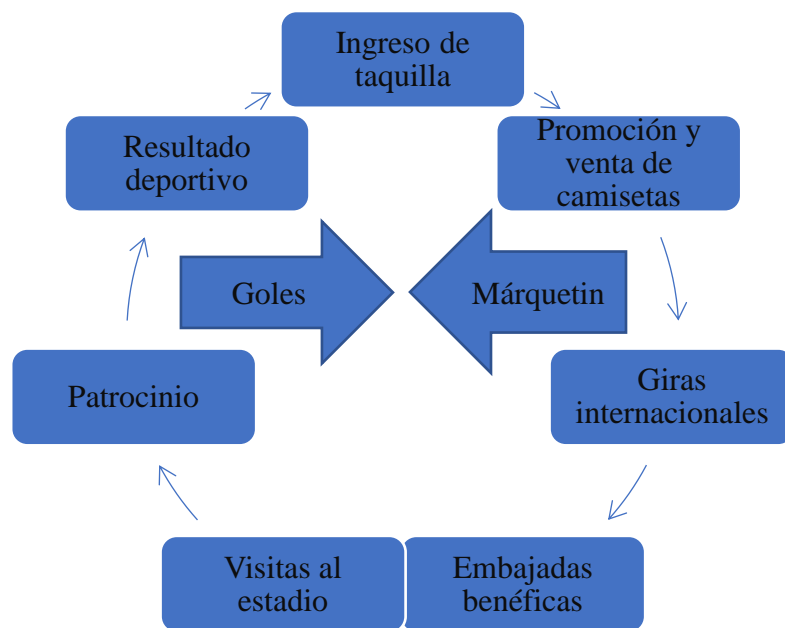 Ingreso de
taquilla
Promoción y
venta de
camisetas
Giras
internacionales
Embajadas
benéficas
Visitas al
estadio
Patrocinio
Resultado
deportivo
Goles
Márquetin